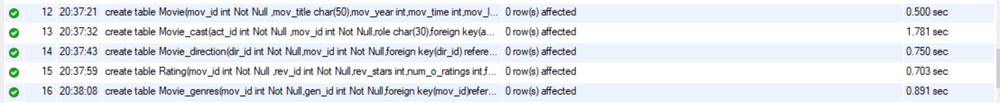 12 20:37:21 create table Movie(mov_id int Not Null ,mov_title char(50),mov_year int,mov_time int,mov_l... 0 row(s) affected 0.500 sec
13 20:37:32 create table Movie_cast(act_id int Not Null ,mov_id int Not Null,role char(30),foreign key(a... 0 row(s) affected 1.781 sec
14 20:37:43 create table Movie_direction(dir_id int Not Null,mov_id int Not Null,foreign key(dir_id) refere... 0 row(s) affected 0.750 sec
15 20:37:59 create table Rating(mov_id int Not Null ,rev_id int Not Null,rev_stars int,num_o_ratings int,f... 0 row(s) affected 0.703 sec
16 20:38:08 create table Movie_genres(mov_id int Not Null,gen_id int Not Null,foreign key(mov_id)refer... 0 row(s) affected 0.891 sec